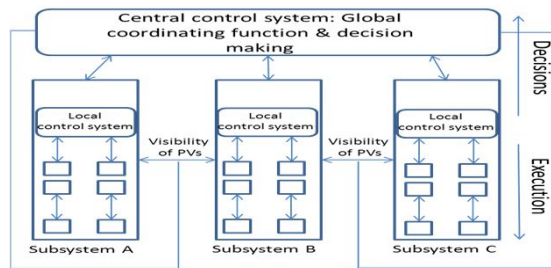 Central control system: Global
coordinating function & decision
making
Decisions
Local
control system
Local
control system
Local
control system
Visibility
of PVs
Visibility
of PVs
Execution
Subsystem A
Subsystem B
Subsystem C